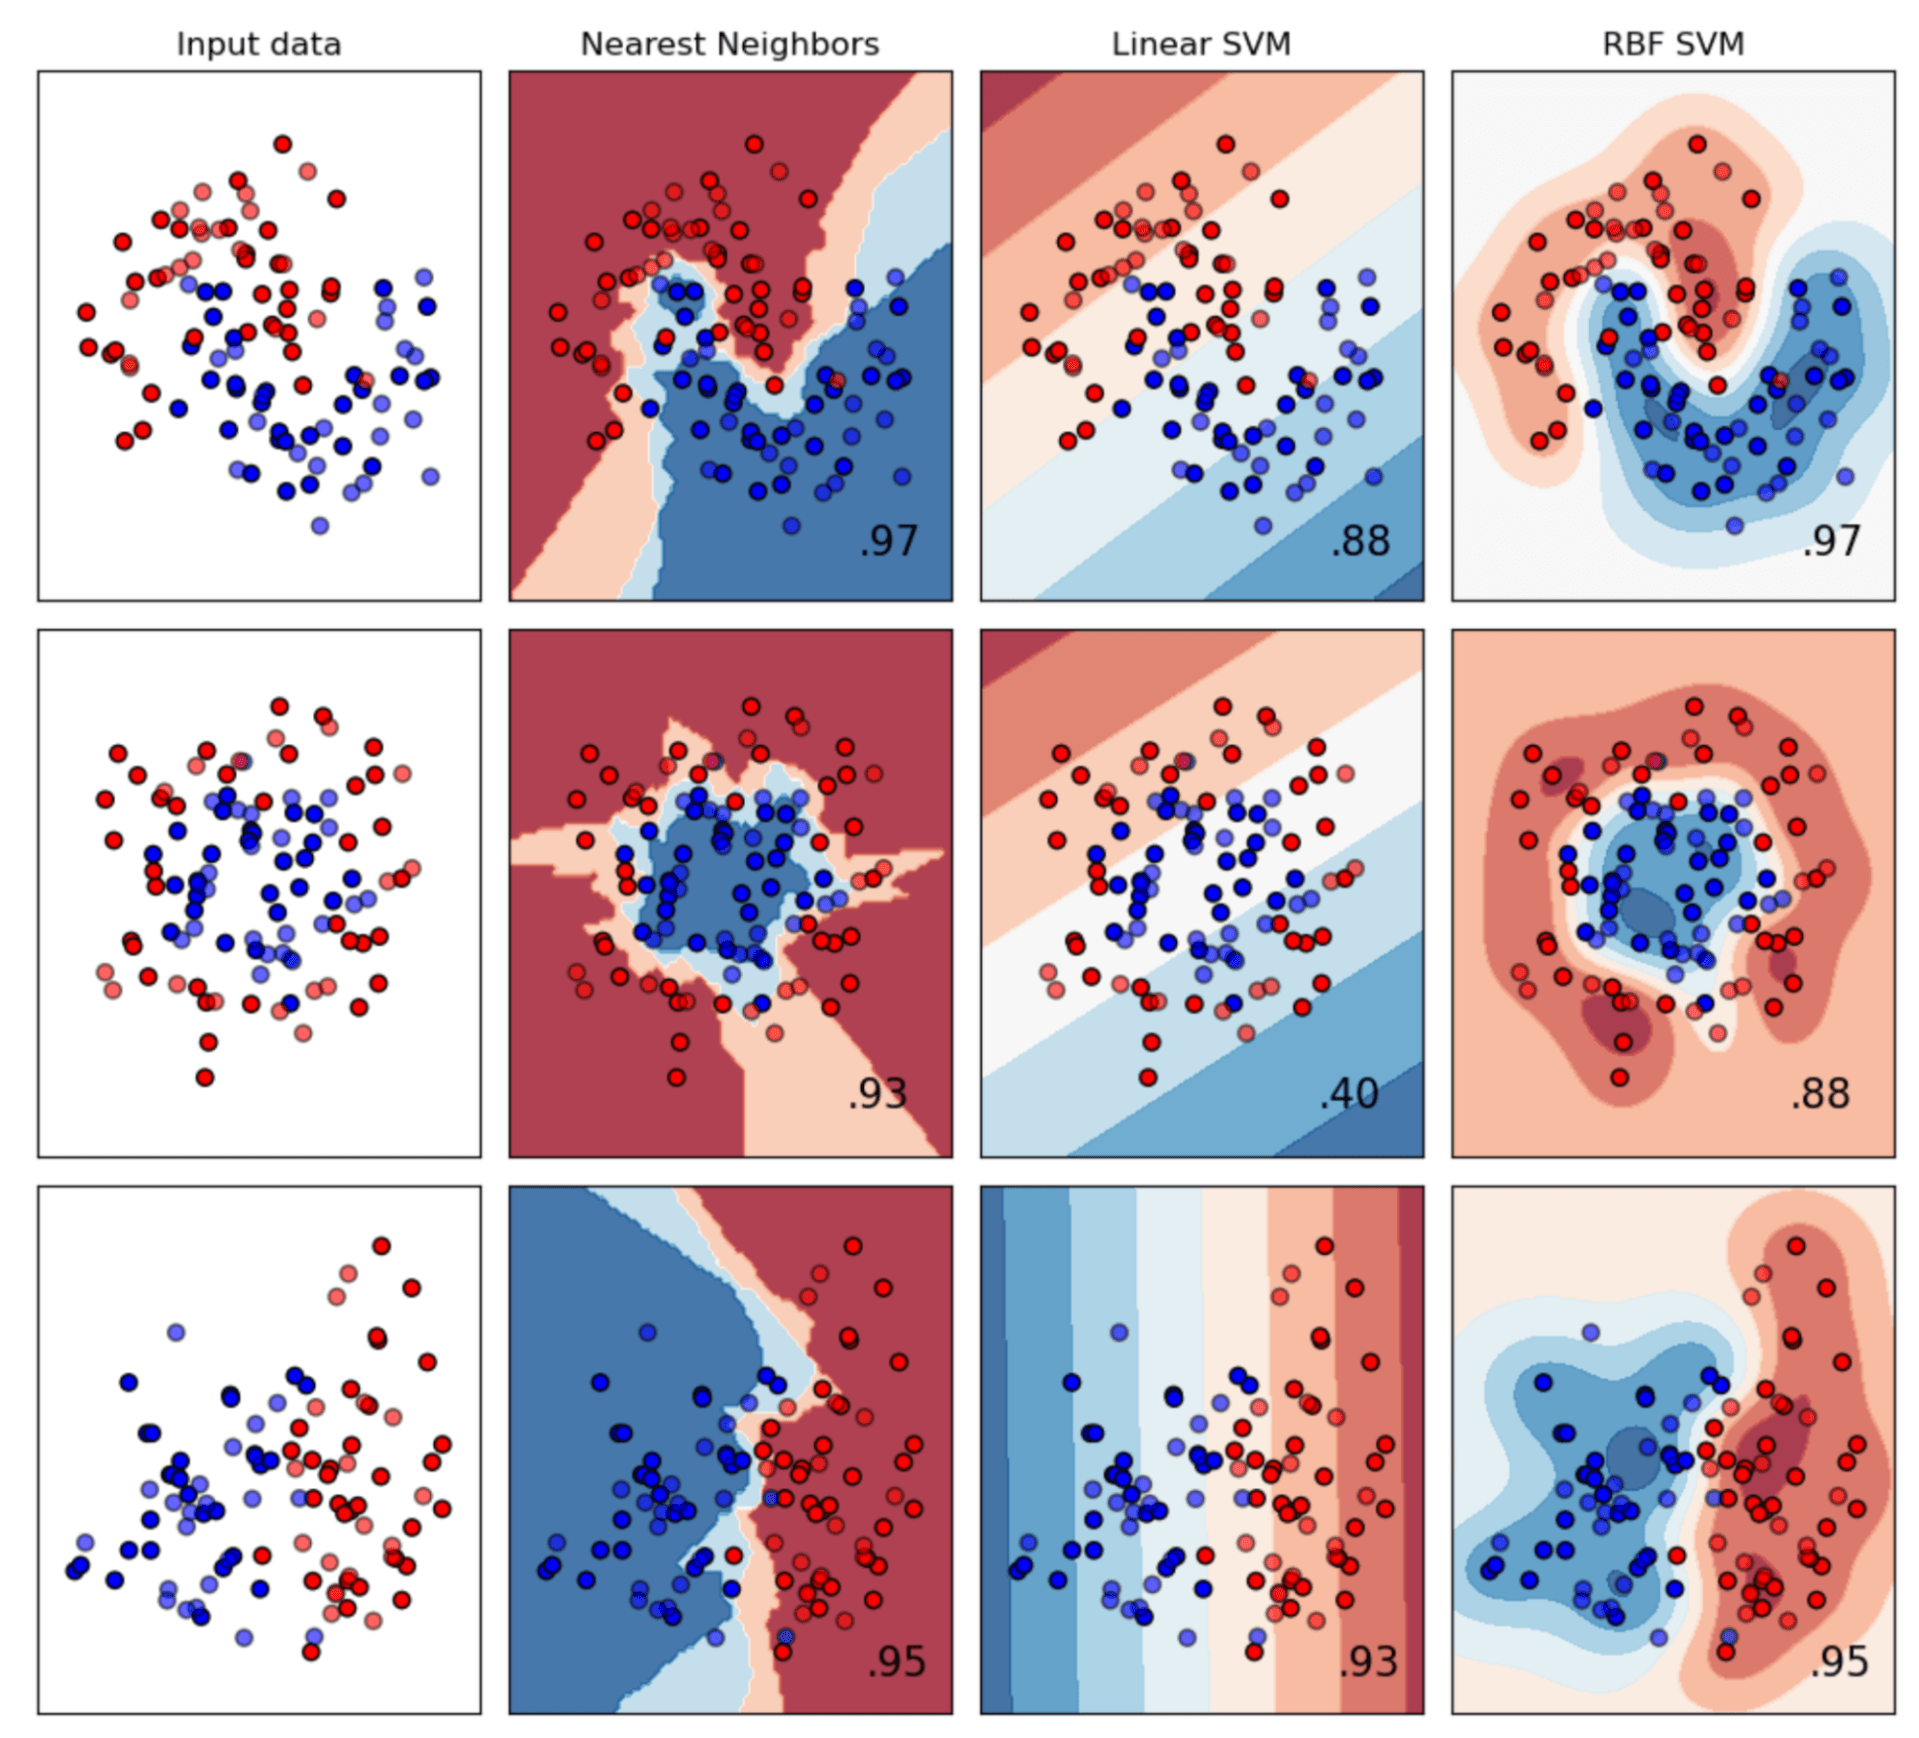 Input data
Nearest Neighbors
Linear SVM
RBF SVM
.97
.88
.97
.93
.40
.88
.95
.93
.95